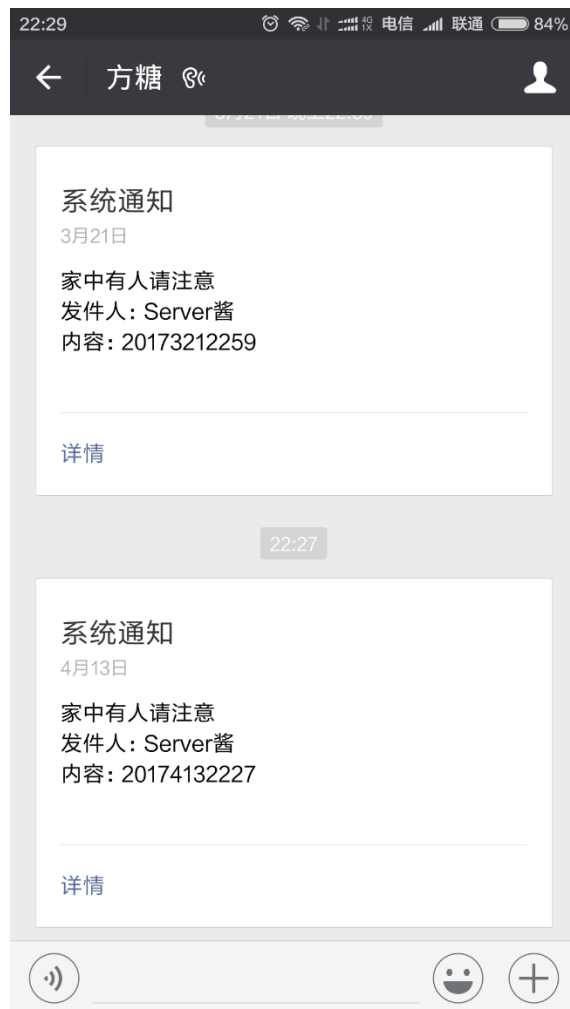 22:29 4G 1X 电信 联通 84%
方糖
系统通知
3月21日
家中有人请注意
发件人: Server酱
内容: 20173212259
详情
22:27
系统通知
4月13日
家中有人请注意
发件人: Server酱
内容: 20174132227
详情